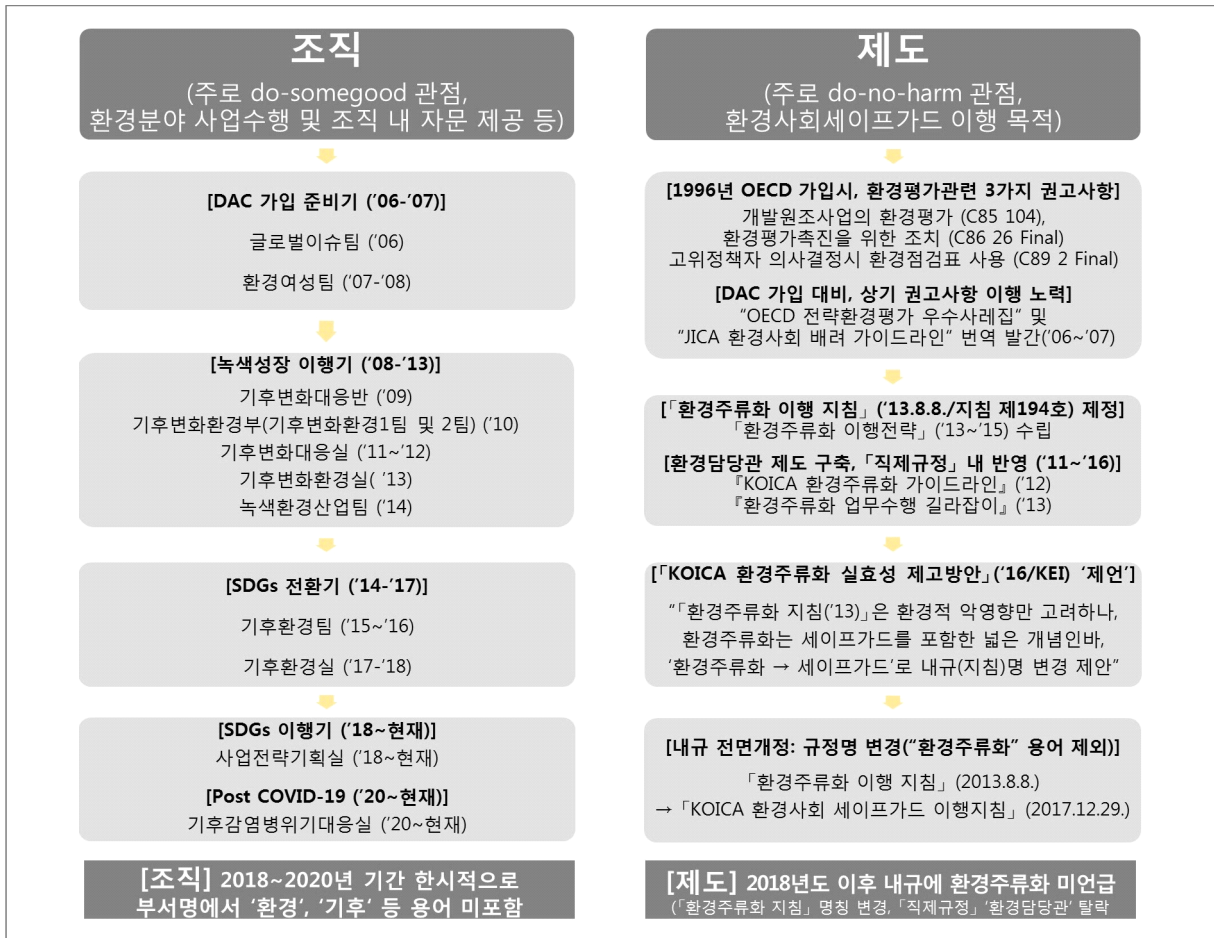 조직
(주로 do-somegood 관점,
환경분야 사업수행 및 조직 내 자문 제공 등)
[DAC 가입 준비기 ('06-'07)]
글로벌이슈팀 ('06)
환경여성팀 ('07-'08)
[녹색성장 이행기 ('08-'13)]
기후변화대응반 ('09)
기후변화환경부(기후변화환경1팀 및 2팀) ('10)
기후변화대응실 ('11~'12)
기후변화환경실( '13)
녹색환경산업팀 ('14)
[SDGs 전환기 ('14-'17)]
기후환경팀 ('15~'16)
기후환경실 ('17-'18)
[SDGs 이행기 ('18~현재)]
사업전략기획실 ('18~현재)
[Post COVID-19 ('20~현재)]
기후감염병위기대응실 ('20~현재)
[조직] 2018~2020년 기간 한시적으로
부서명에서 '환경', '기후' 등 용어 미포함
제도
(주로 do-no-harm 관점,
환경사회세이프가드 이행 목적)
[1996년 OECD 가입시, 환경평가관련 3가지 권고사항]
개발원조사업의 환경평가 (C85 104),
환경평가촉진을 위한 조치 (C86 26 Final)
고위정책자 의사결정시 환경점검표 사용 (C89 2 Final)
[DAC 가입 대비, 상기 권고사항 이행 노력]
"OECD 전략환경평가 우수사례집" 및
"JICA 환경사회 배려 가이드라인" 번역 발간('06~'07)
[「환경주류화 이행 지침」 ('13.8.8./지침 제194호) 제정]
「환경주류화 이행전략」 ('13~'15) 수립
[환경담당관 제도 구축, 「직제규정」 내 반영 ('11~'16)]
『KOICA 환경주류화 가이드라인』 ('12)
『환경주류화 업무수행 길라잡이』 ('13)
[「KOICA 환경주류화 실효성 제고방안」('16/KEI) '제언']
"「환경주류화 지침('13)」은 환경적 악영향만 고려하나,
환경주류화는 세이프가드를 포함한 넓은 개념인바,
'환경주류화 → 세이프가드'로 내규(지침)명 변경 제안"
[내규 전면개정: 규정명 변경("환경주류화" 용어 제외)]
「환경주류화 이행 지침」 (2013.8.8.)
→ 「KOICA 환경사회 세이프가드 이행지침」 (2017.12.29.)
[제도] 2018년도 이후 내규에 환경주류화 미언급
(「환경주류화 지침」 명칭 변경, 「직제규정」 '환경담당관' 탈락